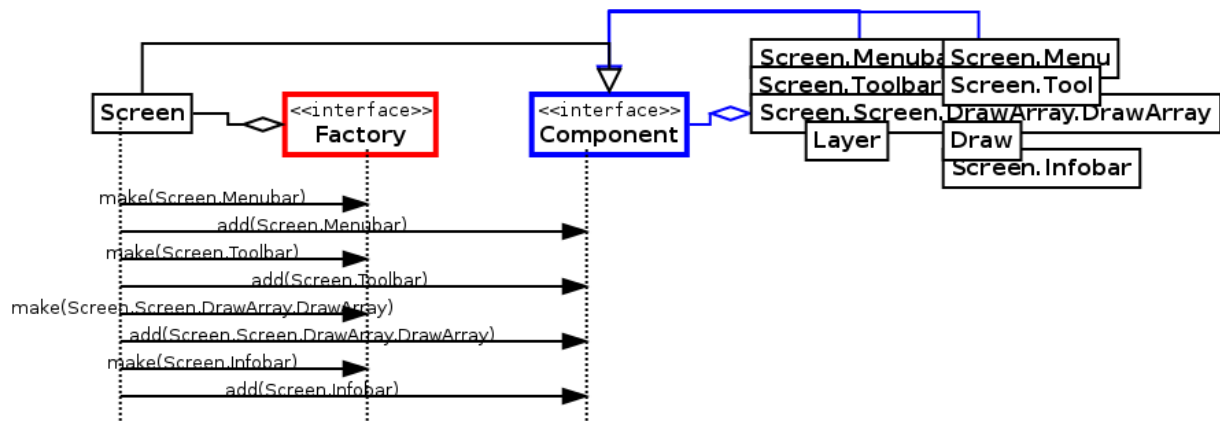 Screen.Menuba
Screen.Menu
Screen.Toolbar
Screen.Tool
Screen
<<interface>>
Factory
<<interface>>
Component
Screen.Screen.DrawArray.DrawArray
Layer
Draw
Screen.Infobar
make(Screen.Menubar)
add(Screen.Menubar)
make(Screen.Toolbar)
add(Screen.Toolbar)
make(Screen.Screen.DrawArray.DrawArray)
add(Screen.Screen.DrawArray.DrawArray)
make(Screen.Infobar)
add(Screen.Infobar)